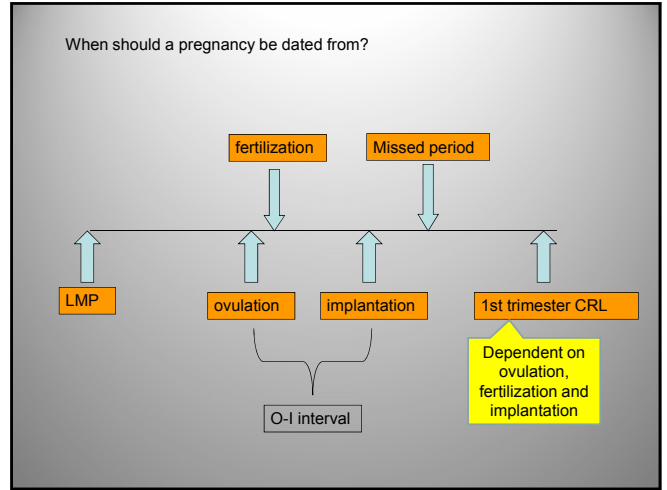 When should a pregnancy be dated from?
fertilization
Missed period
LMP
ovulation
implantation
1st trimester CRL
Dependent on
ovulation,
fertilization and
implantation
O-I interval